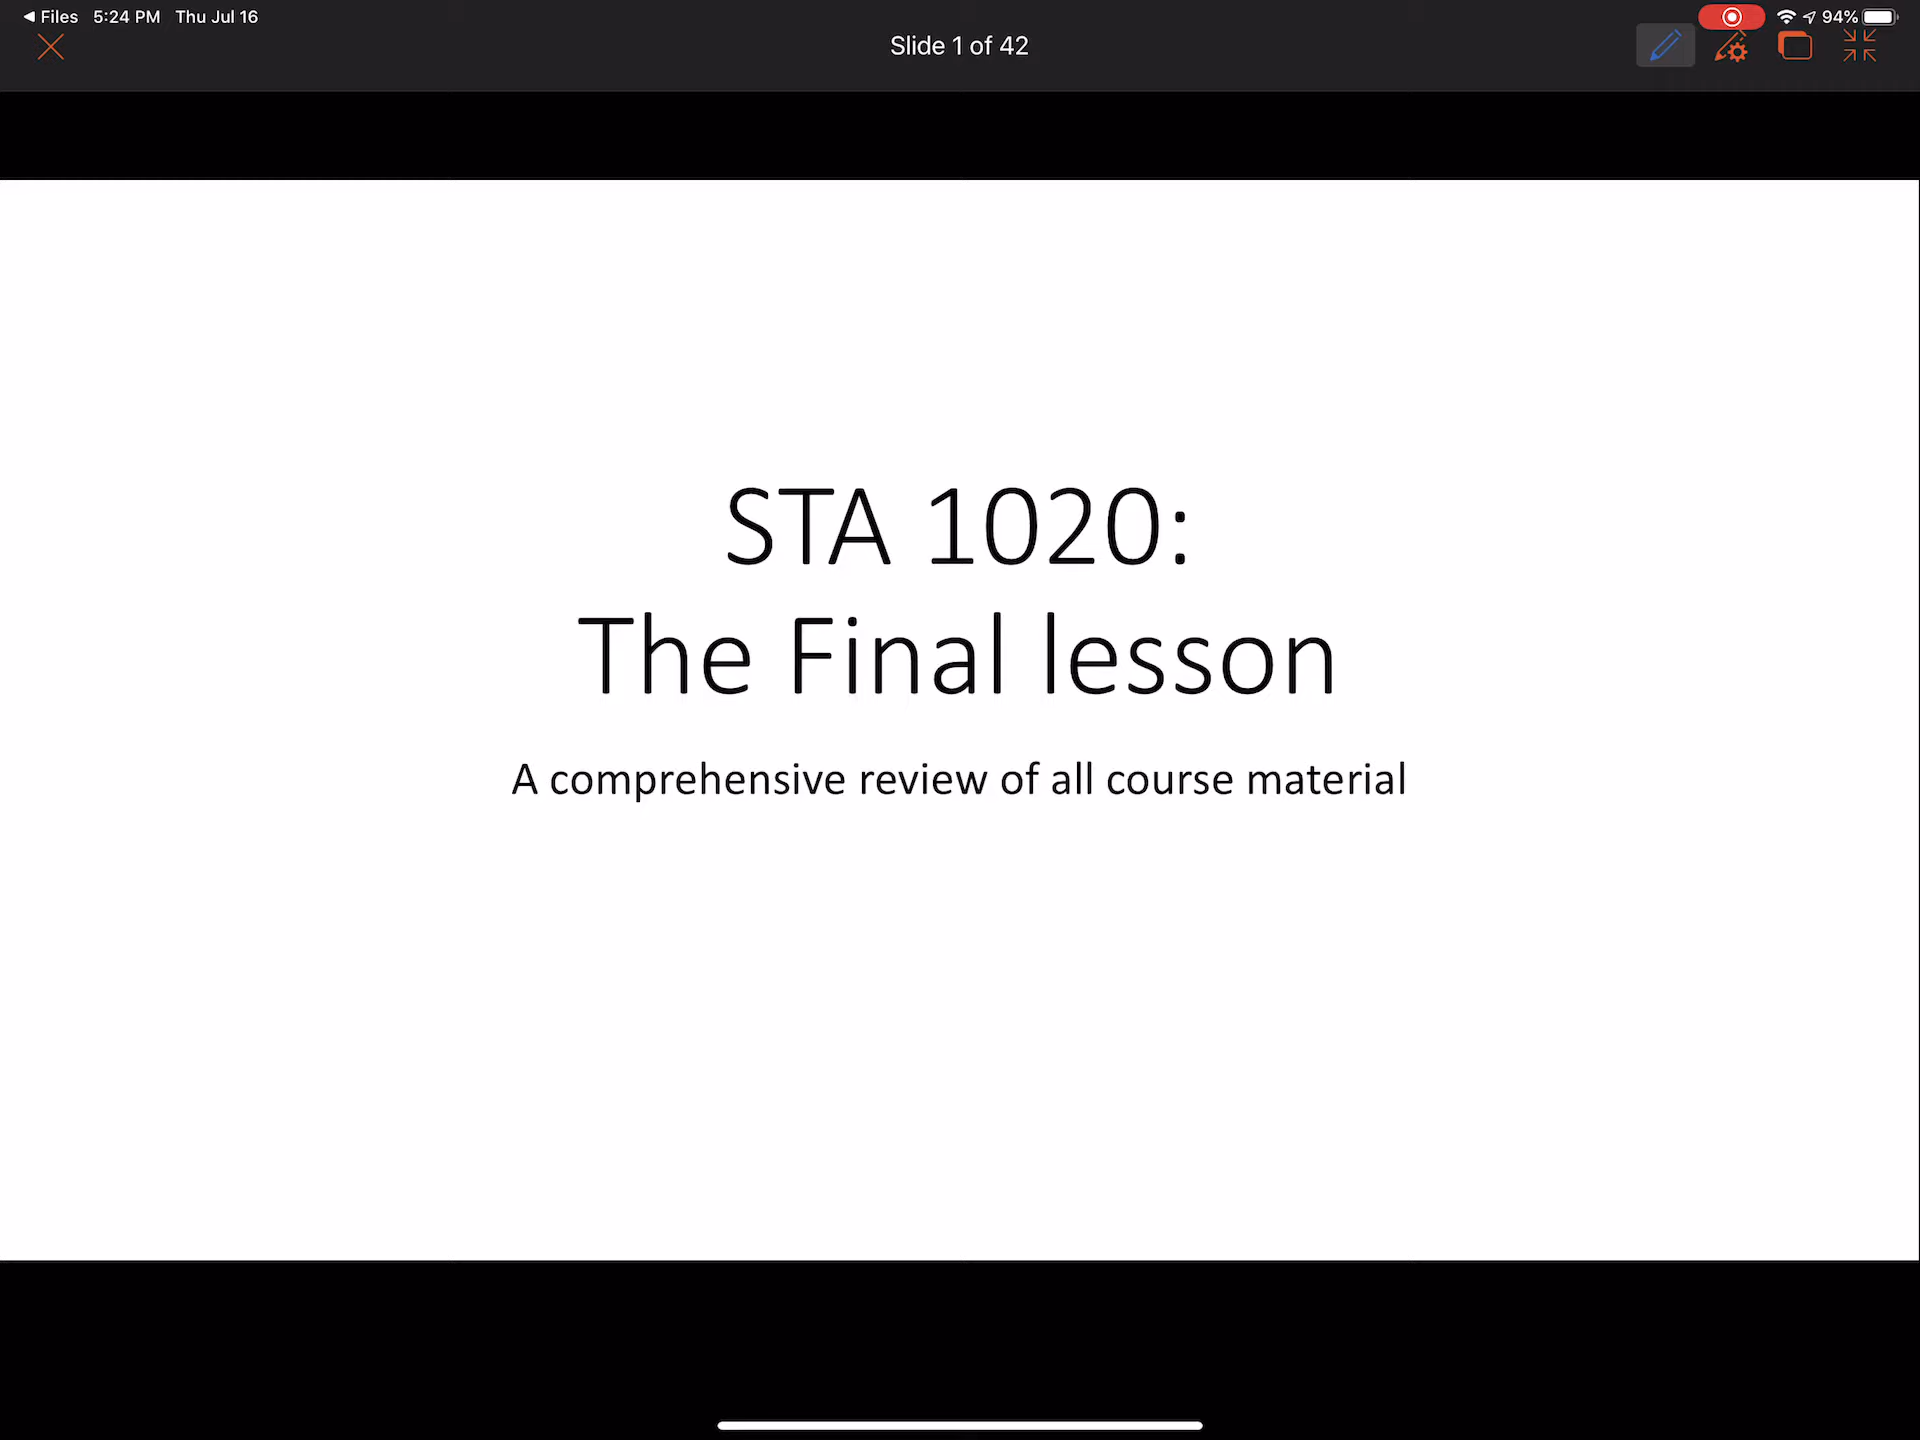 Files 5:24 PM Thu Jul 16
94%
Slide 1 of 42
STA 1020:
The Final lesson
A comprehensive review of all course material